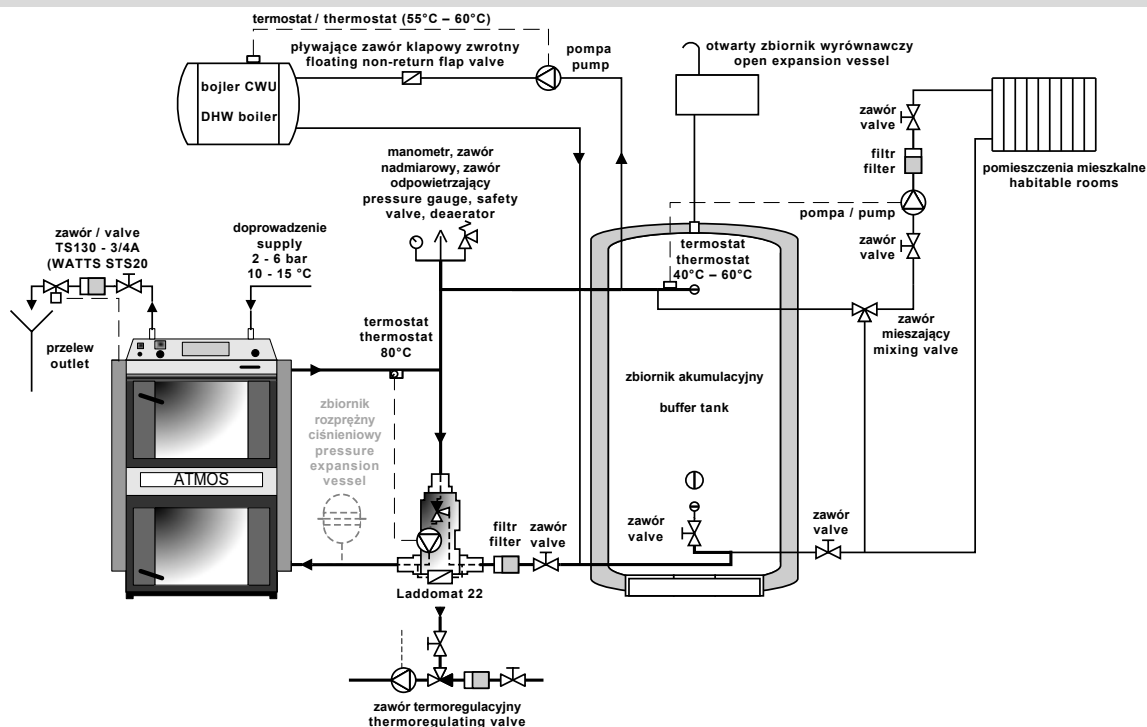 termostat / thermostat (55°C – 60°C)
pływające zawór klapowy zwrotny
floating non-return flap valve
pompa
pump
otwarty zbiornik wyrównawczy
open expansion vessel
bojler CWU
DHW boiler
zawór
valve
filtr
filter
pomieszczenia mieszkalne
habitable rooms
manometr, zawór
nadmiarowy, zawór
odpowietrzający
pressure gauge, safety
valve, deaerator
pompa / pump
zawór
valve
zawór / valve
TS130 - 3/4A
(WATTS STS20
doprowadzenie
supply
2 - 6 bar
10 - 15 °C
termostat
thermostat
40°C – 60°C
termostat
thermostat
80°C
zawór
mieszający
mixing valve
przelew
outlet
zbiornik akumulacyjny
buffer tank
zbiornik
rozprężny
ciśnieniowy
pressure
expansion
vessel
ATMOS
filtr
filter
zawór
valve
zawór
valve
zawór
valve
Laddomat 22
zawór termoregulacyjny
thermoregulating valve